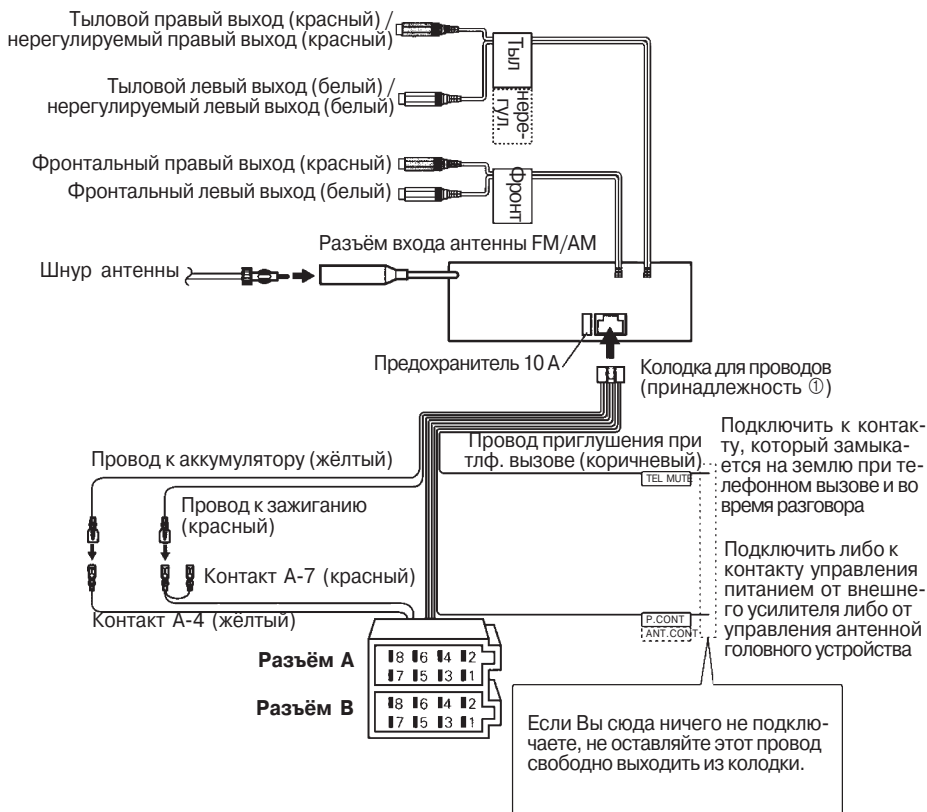 Тыловой правый выход (красный) /
нерегулируемый правый выход (красный)
Тыл
Тыловой левый выход (белый) /
нерегулируемый левый выход (белый)
нере-
гул.
Фронтальный правый выход (красный)
Фронтальный левый выход (белый)
Фронт
Разъём входа антенны FM/AM
Шнур антенны
Предохранитель 10 А
Колодка для проводов
(принадлежность ①)
Провод приглушения при
тлф. вызове (коричневый)
TEL MUTE
Подключить к контак-
ту, который замыка-
ется на землю при те-
лефонном вызове и во
время разговора
Провод к аккумулятору (жёлтый)
Провод к зажиганию
(красный)
Контакт А-7 (красный)
Контакт А-4 (жёлтый)
Подключить либо к
контакту управления
питанием от внешне-
го усилителя либо от
управления антенной
головного устройства
P.CONT
ANT.CONT
Разъём А
8 6 4 2
7 5 3 1
Разъём В
8 6 4 2
7 5 3 1
Если Вы сюда ничего не подклю-
чаете, не оставляйте этот провод
свободно выходить из колодки.